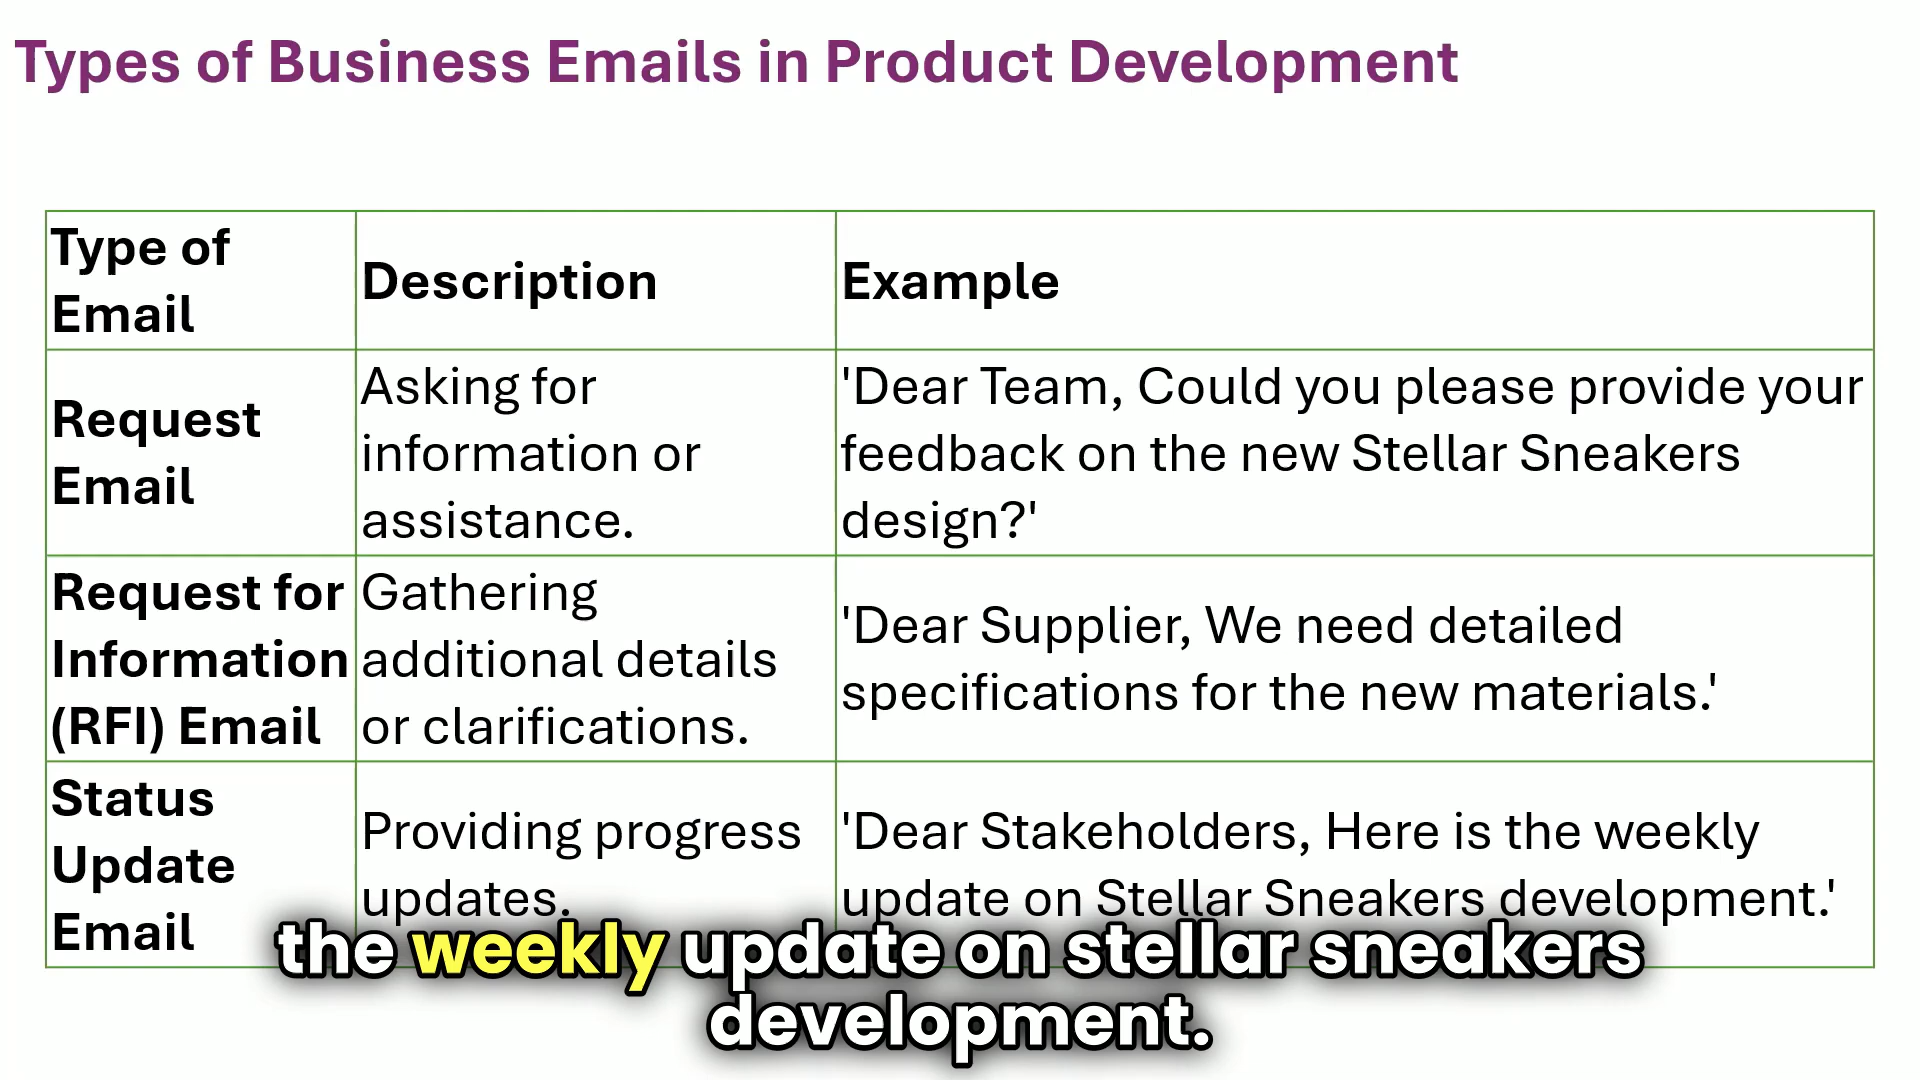 Types of Business Emails in Product Development
Type of
Email
Description
Example
Request
Email
Asking for
information or
assistance.
'Dear Team, Could you please provide your
feedback on the new Stellar Sneakers
design?'
Request for
Information
(RFI) Email
Gathering
additional details
or clarifications.
'Dear Supplier, We need detailed
specifications for the new materials.'
Status
Update
Email
Providing progress
updates.
'Dear Stakeholders, Here is the weekly
update on Stellar Sneakers development.'
the weekly update on stellar sneakers
development.